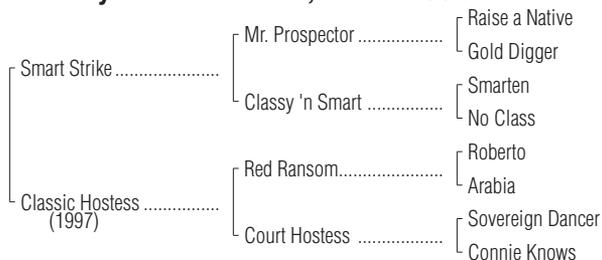 Raise a Native
Mr. Prospector ..................
Gold Digger
Smart Strike ......................
Smarten
Classy 'n Smart ................
No Class
Roberto
Red Ransom......................
Arabia
Classic Hostess ................
(1997)
Sovereign Dancer
Court Hostess ..................
Connie Knows